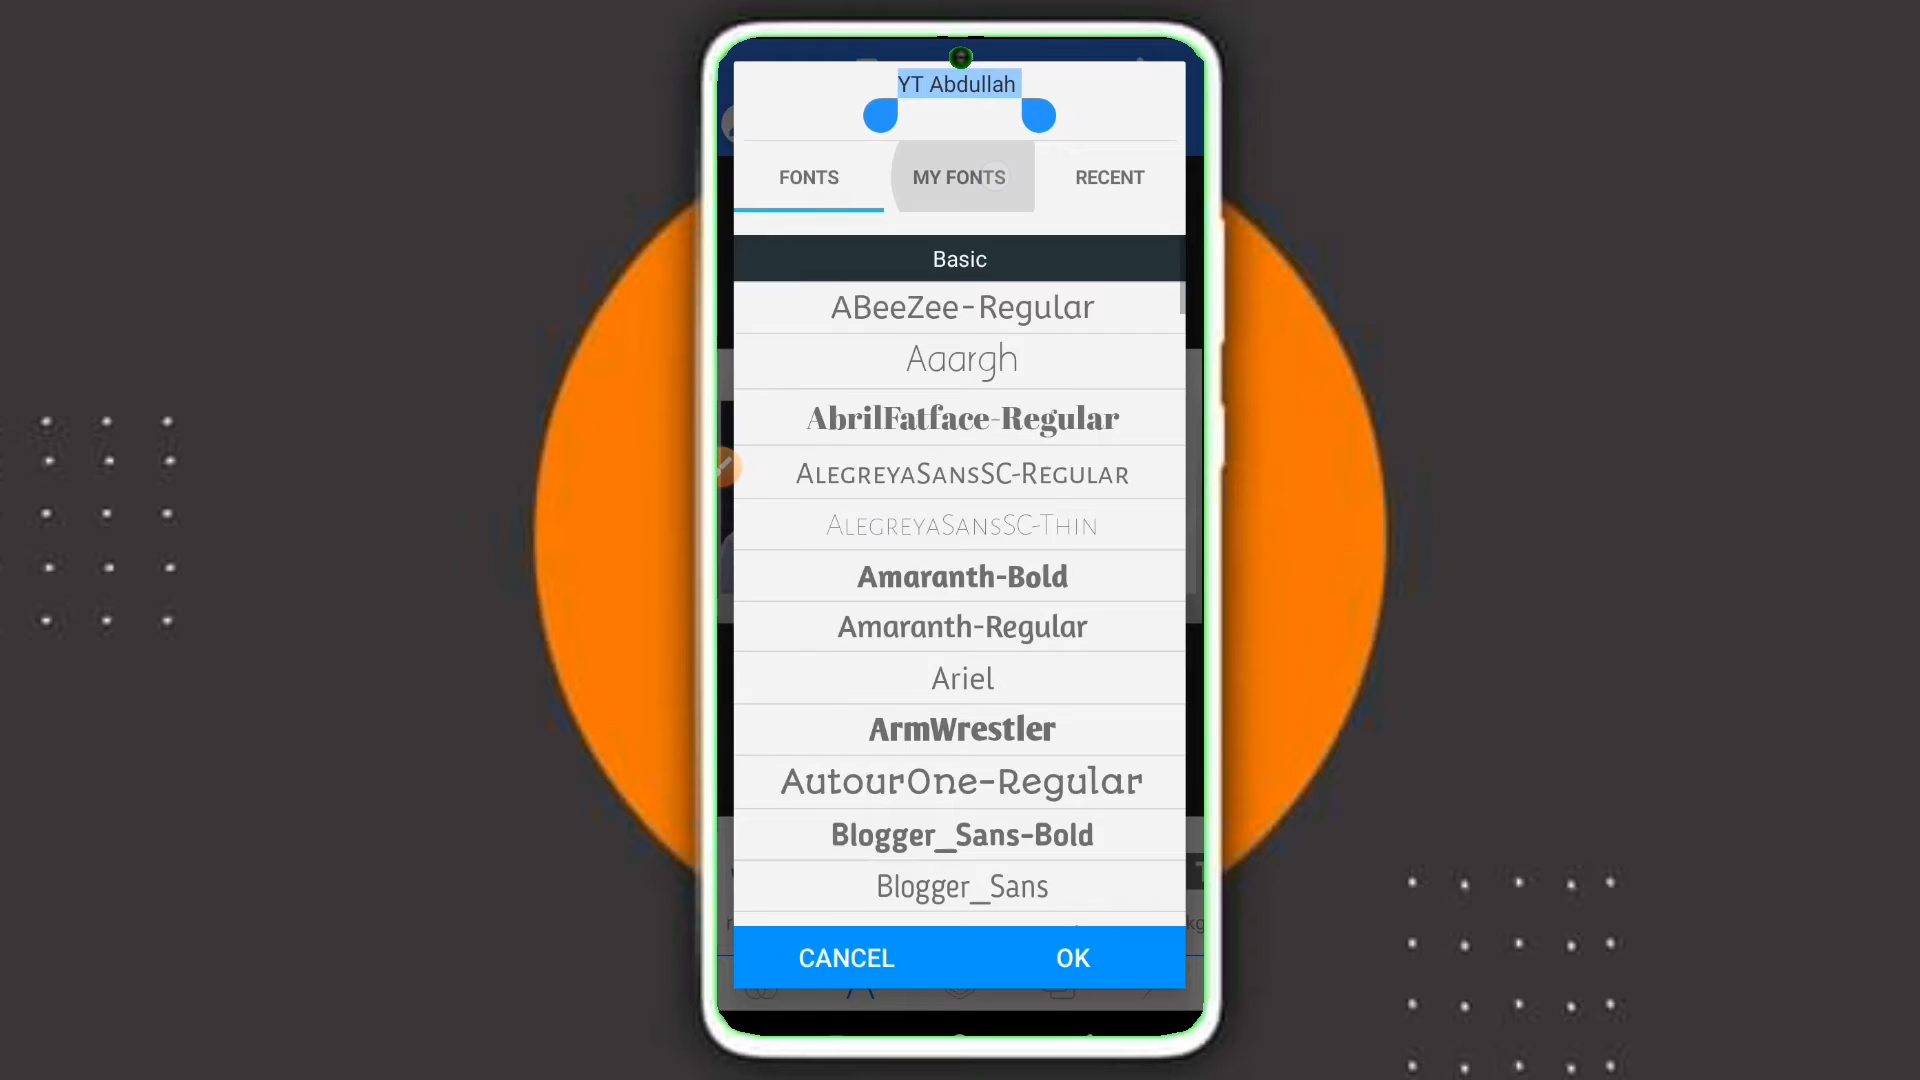 YT Abdullah
FONTS MY FONTS RECENT
Basic
ABeeZee-Regular
Aaargh
AbrilFatface-Regular
AlegreyaSansSC-Regular
AlegreyaSansSC-Thin
Amaranth-Bold
Amaranth-Regular
Ariel
ArmWrestler
AutourOne-Regular
Blogger_Sans-Bold
Blogger_Sans
CANCEL OK